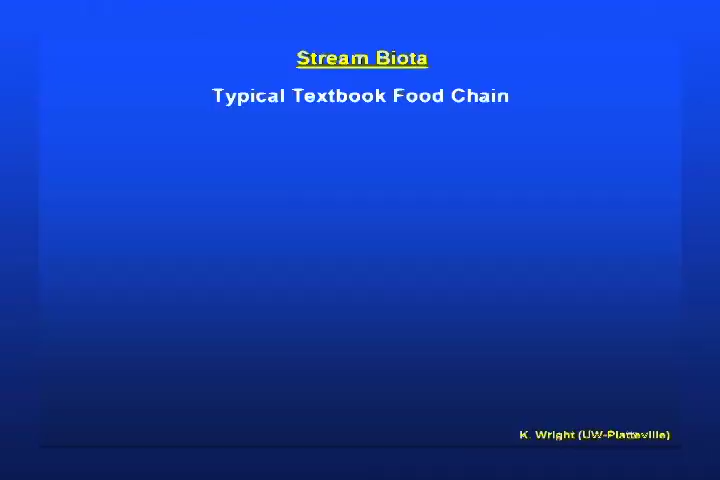 Stream Biota
Typical Textbook Food Chain
K. Wright (UW-Platteville)